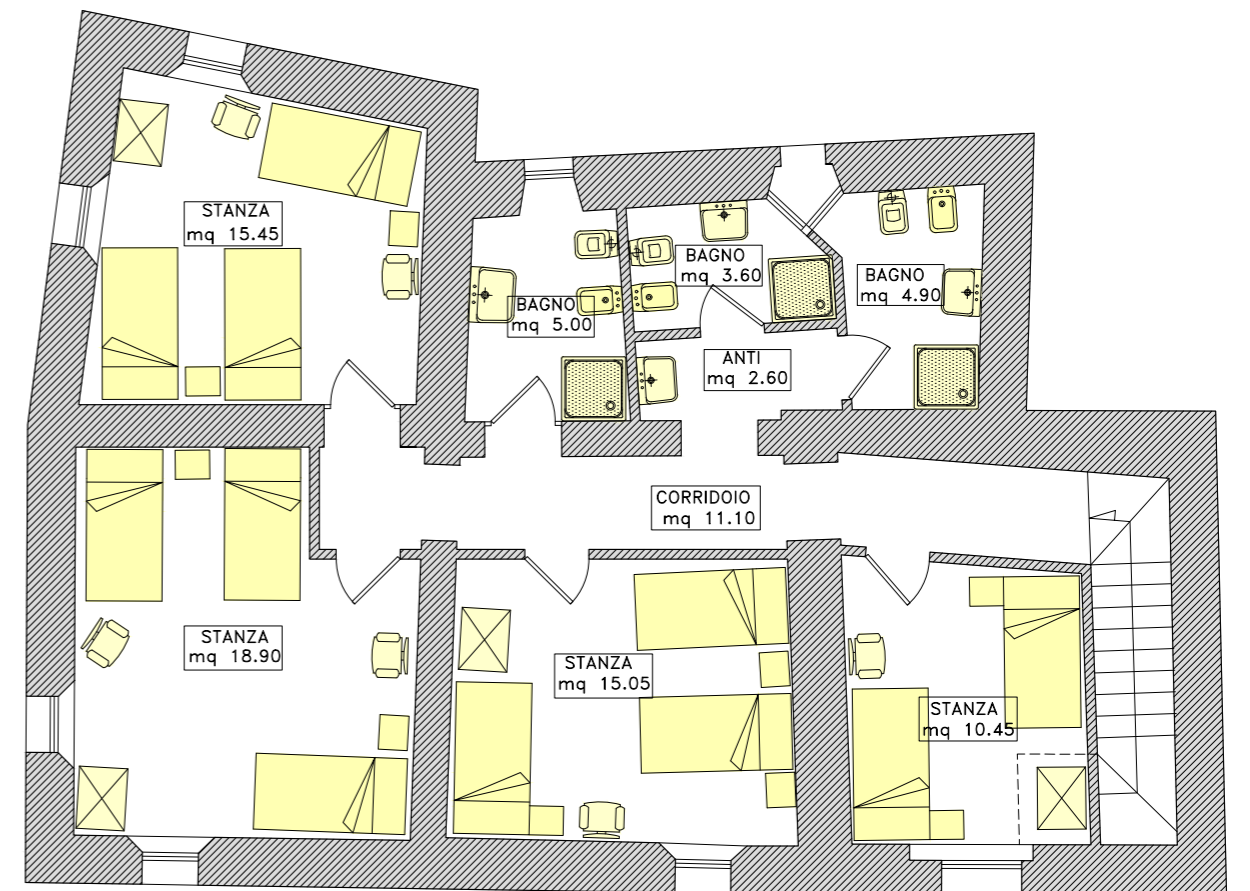 STANZA
mq 15.45
BAGNO
mq 5.00
BAGNO
mq 3.60
BAGNO
mq 4.90
ANTI
mq 2.60
CORRIDOIO
mq 11.10
STANZA
mq 18.90
STANZA
mq 15.05
STANZA
mq 10.45